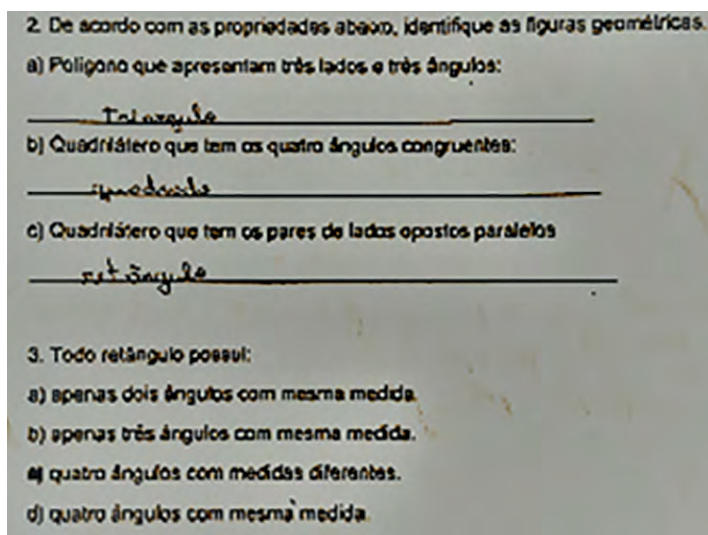 2. De acordo com as propriedades abaixo, identifique as figuras geométricas.
a) Polígono que apresentam três lados e três ângulos:
Triangulo
b) Quadrilátero que tem os quatro ângulos congruentes:
quadrado
c) Quadrilátero que tem os pares de lados opostos paralelos
retângulo
3. Todo retângulo possui:
a) apenas dois ângulos com mesma medida.
b) apenas três ângulos com mesma medida.
c) quatro ângulos com medidas diferentes.
d) quatro ângulos com mesma medida.